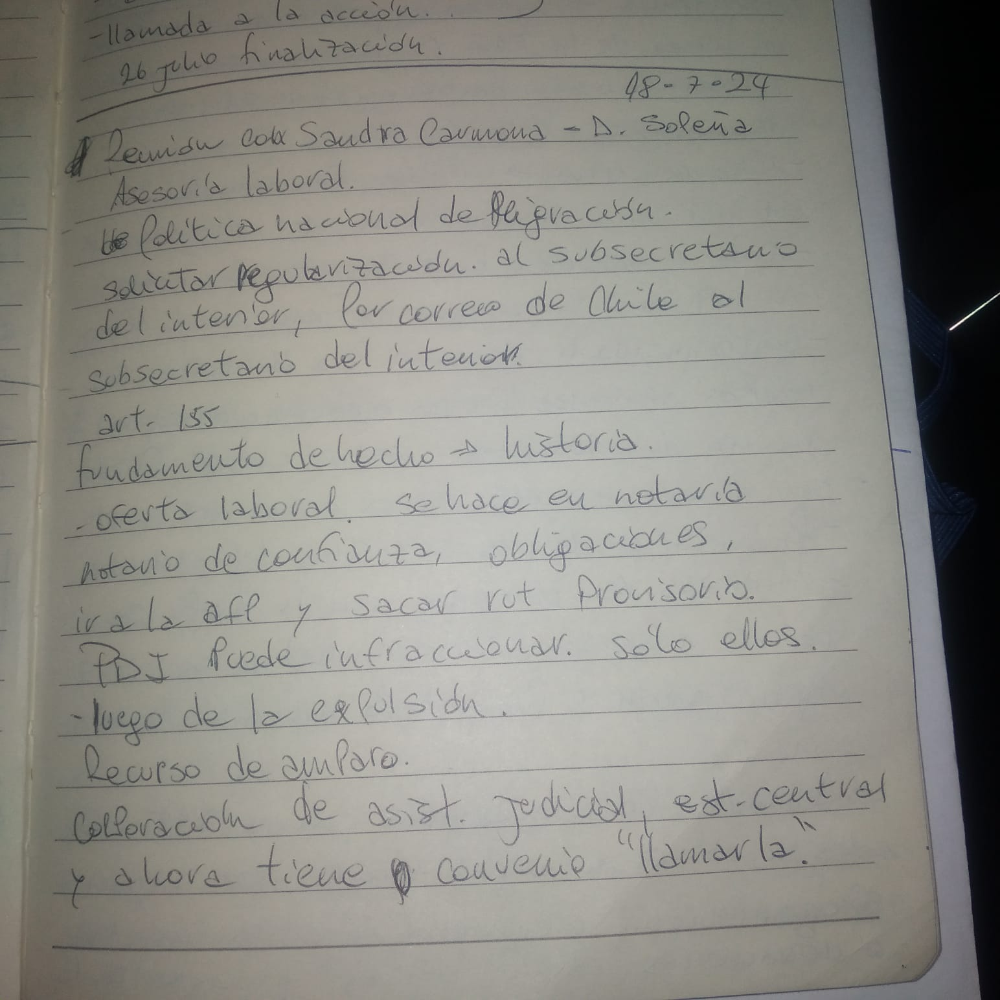 -llamada a la acción.
26 julio finalización.
18-7-24
Reunión con Sandra Carmona - D. Soleña
Asesoría laboral.
Política nacional de Migración.
solicitar regularización. al subsecretario
del interior, Por correo de Chile al
subsecretario del interior.
art. 155
fundamento de hecho → historia.
-oferta laboral. Se hace en notaría
notario de confianza, obligaciones,
ir a la AFP y sacar rut Provisorio.
PDI Puede infraccionar. Sólo ellos.
-luego de la expulsión.
Recurso de amparo.
Corporación de asist. judicial, est. central
y ahora tiene convenio "llamarla."